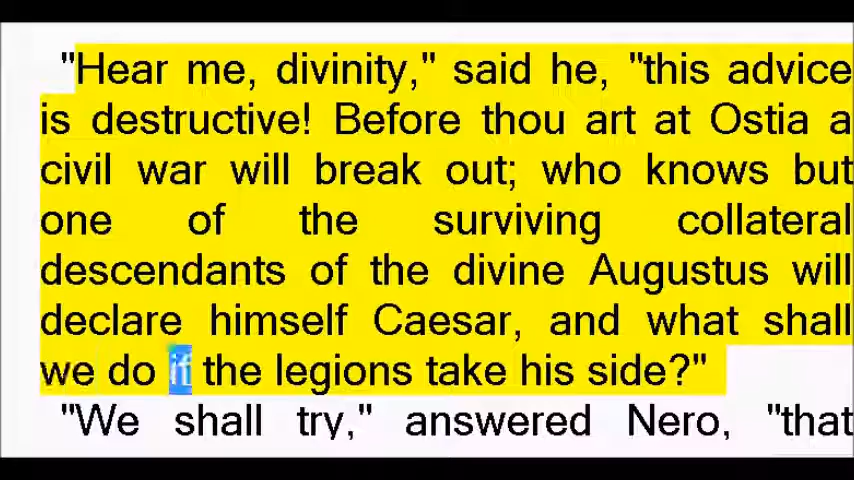 "Hear me, divinity," said he, "this advice
is destructive! Before thou art at Ostia a
civil war will break out; who knows but
one of the surviving collateral
descendants of the divine Augustus will
declare himself Caesar, and what shall
we do if the legions take his side?"
"We shall try," answered Nero, "that